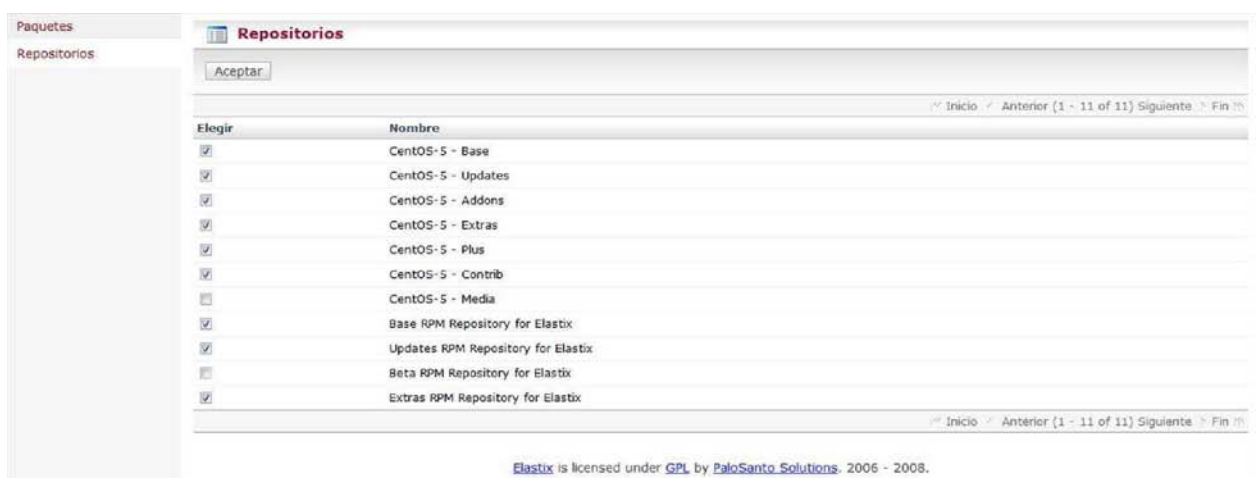 Paquetes
Repositorios
Repositorios
Aceptar
Inicio Anterior (1 - 11 of 11) Siguiente Fin
Elegir Nombre
CentOS-5 - Base
CentOS-5 - Updates
CentOS-5 - Addons
CentOS-5 - Extras
CentOS-5 - Plus
CentOS-5 - Contrib
CentOS-5 - Media
Base RPM Repository for Elastix
Updates RPM Repository for Elastix
Beta RPM Repository for Elastix
Extras RPM Repository for Elastix
Inicio Anterior (1 - 11 of 11) Siguiente Fin
Elastix is licensed under GPL by PaloSanto Solutions. 2006 - 2008.